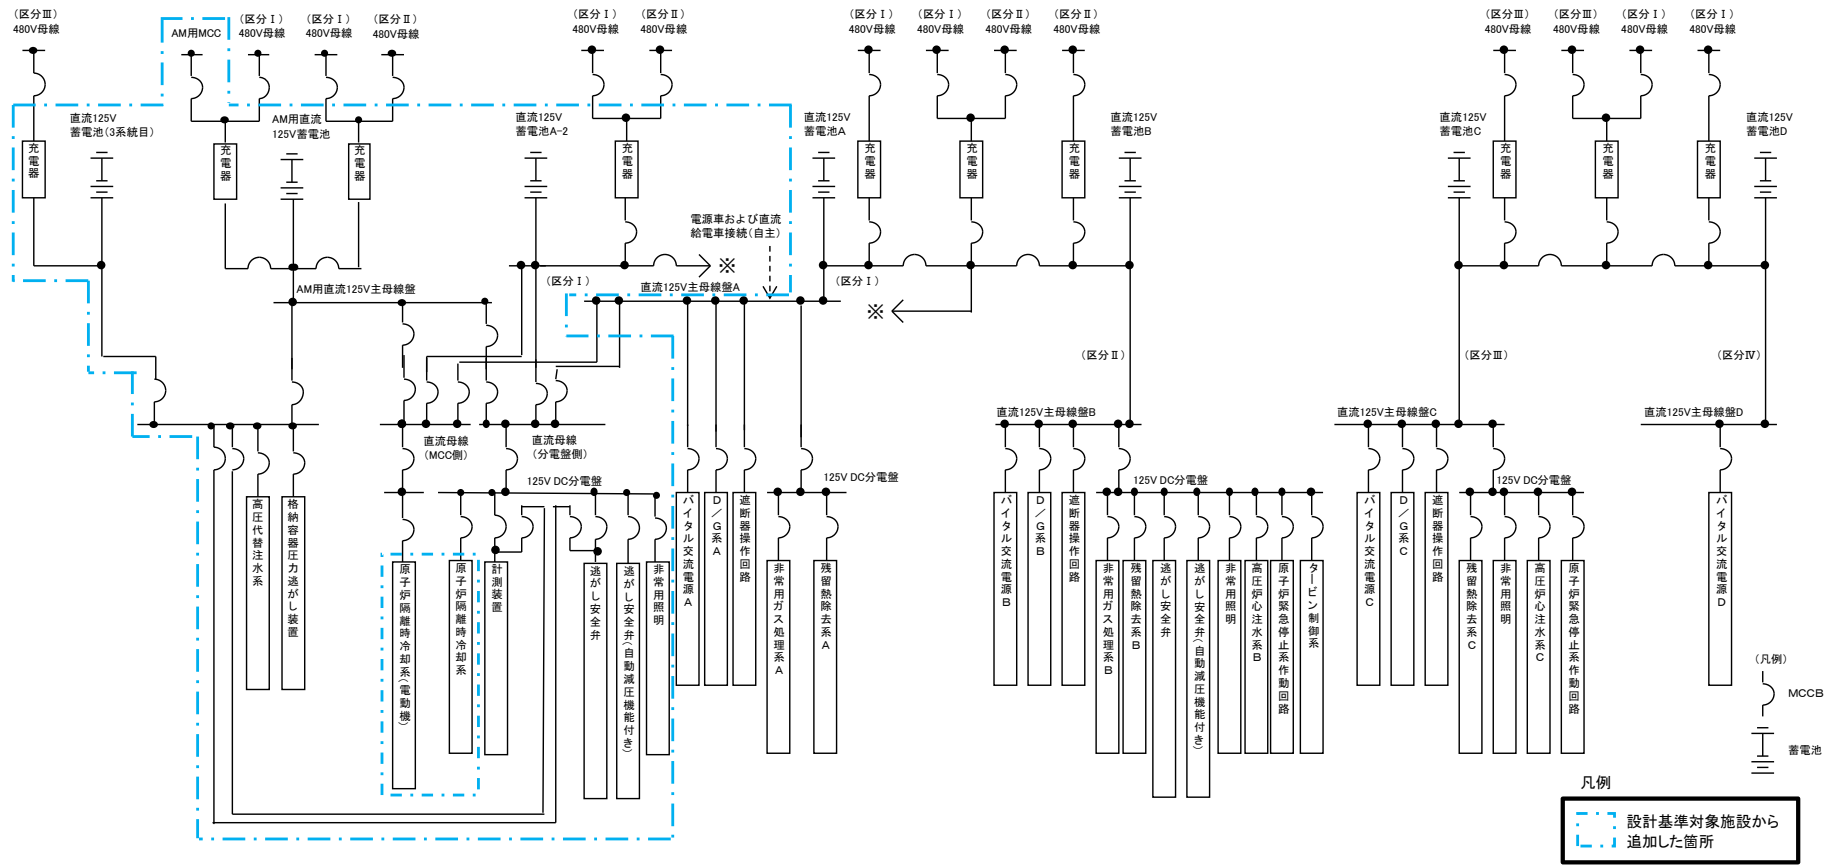 (区分Ⅲ)
480V母線
AM用MCC
(区分Ⅰ)
480V母線
(区分Ⅰ)
480V母線
(区分Ⅱ)
480V母線
(区分Ⅰ)
480V母線
(区分Ⅱ)
480V母線
(区分Ⅰ)
480V母線
(区分Ⅰ)
480V母線
(区分Ⅱ)
480V母線
(区分Ⅱ)
480V母線
(区分Ⅲ)
480V母線
(区分Ⅲ)
480V母線
(区分Ⅰ)
480V母線
(区分Ⅰ)
480V母線
直流125V
蓄電池(3系統目)
AM用直流
125V蓄電池
直流125V
蓄電池A-2
直流125V
蓄電池A
直流125V
蓄電池B
直流125V
蓄電池C
直流125V
蓄電池D
充電器
充電器
充電器
充電器
充電器
充電器
充電器
充電器
充電器
充電器
電源車および直流
給電車接続(自主)
※
(区分Ⅰ)
直流125V主母線盤A
(区分Ⅰ)
※
AM用直流125V主母線盤
(区分Ⅱ)
(区分Ⅲ)
(区分Ⅳ)
直流125V主母線盤B
直流125V主母線盤C
直流125V主母線盤D
直流母線
(MCC側)
直流母線
(分電盤側)
125V DC分電盤
125V DC分電盤
125V DC分電盤
125V DC分電盤
高圧代替注水系
格納容器圧力逃がし装置
原子炉隔離時冷却系(電動機)
原子炉隔離時冷却系
計測装置
逃がし安全弁
逃がし安全弁(自動減圧機能付き)
非常用照明
バイタル交流電源A
D/G系A
遮断器操作回路
非常用ガス処理系A
残留熱除去系A
バイタル交流電源B
D/G系B
遮断器操作回路
非常用ガス処理系B
残留熱除去系B
逃がし安全弁
逃がし安全弁(自動減圧機能付き)
非常用照明
高圧炉心注水系B
原子炉緊急停止系作動回路
タービン制御系
バイタル交流電源C
D/G系C
遮断器操作回路
残留熱除去系C
非常用照明
高圧炉心注水系C
原子炉緊急停止系作動回路
バイタル交流電源D
(凡例)
MCCB
蓄電池
凡例
設計基準対象施設から
追加した箇所